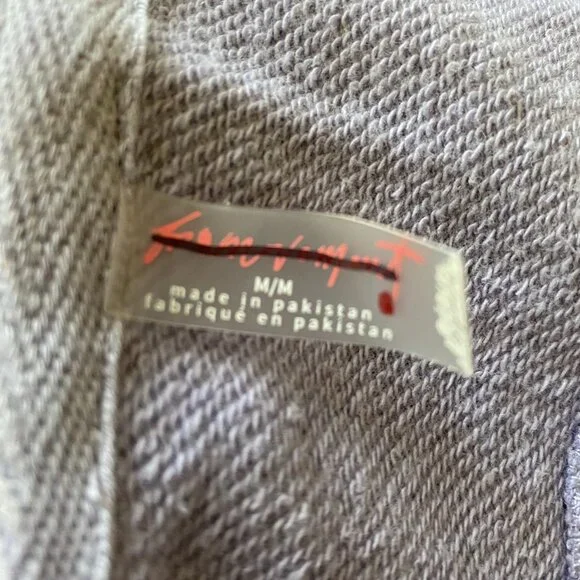 M/M
made in pakistan
fabriqué en pakistan